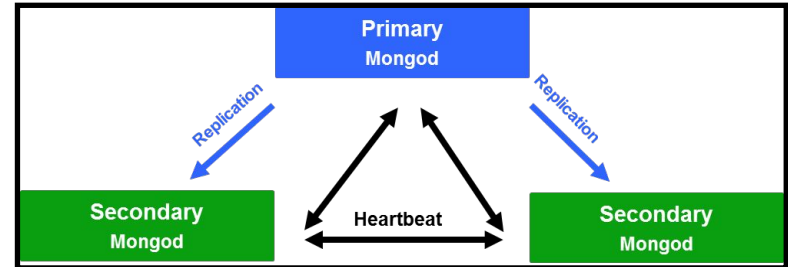 Primary
Mongod
Replication
Replication
Secondary
Mongod
Heartbeat
Secondary
Mongod